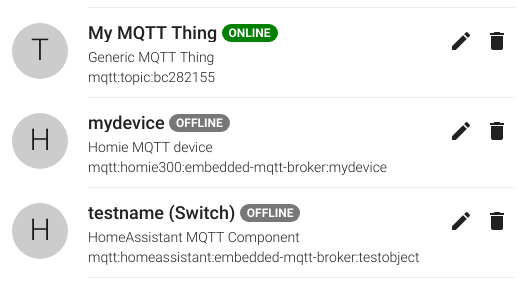 T
My MQTT Thing ONLINE
Generic MQTT Thing
mqtt:topic:bc282155
H
mydevice OFFLINE
Homie MQTT device
mqtt:homie300:embedded-mqtt-broker:mydevice
H
testname (Switch) OFFLINE
HomeAssistant MQTT Component
mqtt:homeassistant:embedded-mqtt-broker:testobject